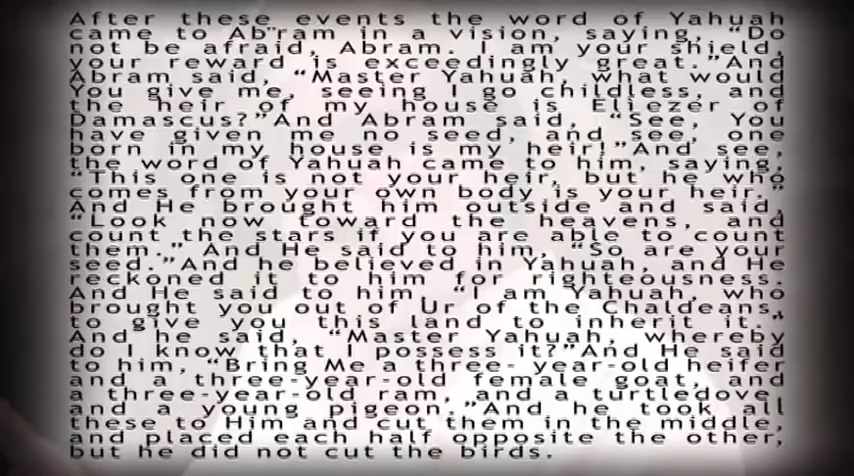 After these events the word of Yahuah
came to Ab¨ram in a vision, saying, “Do
not be afraid, Abram. I am your shield,
your reward is exceedingly great.”And
Abram said, “Master Yahuah, what would
You give me, seeing I go childless, and
the heir of my house is Eliezer of
Damascus?”And Abram said, “See, You
have given me no seed, and see, one
born in my house is my heir!”And see,
the word of Yahuah came to him, saying,
“This one is not your heir, but he who
comes from your own body is your heir.”
And He brought him outside and said,
“Look now toward the heavens, and
count the stars if you are able to count
them.” And He said to him, “So are your
seed.”And he believed in Yahuah, and He
reckoned it to him for righteousness.
And He said to him, “I am Yahuah, who
brought you out of Ur of the Chaldeans,
to give you this land to inherit it.”
And he said, “Master Yahuah, whereby
do I know that I possess it?”And He said
to him, “Bring Me a three- year-old heifer
and a three-year-old female goat, and
a three-year-old ram, and a turtledove,
and a young pigeon.”And he took all
these to Him and cut them in the middle,
and placed each half opposite the other,
but he did not cut the birds.